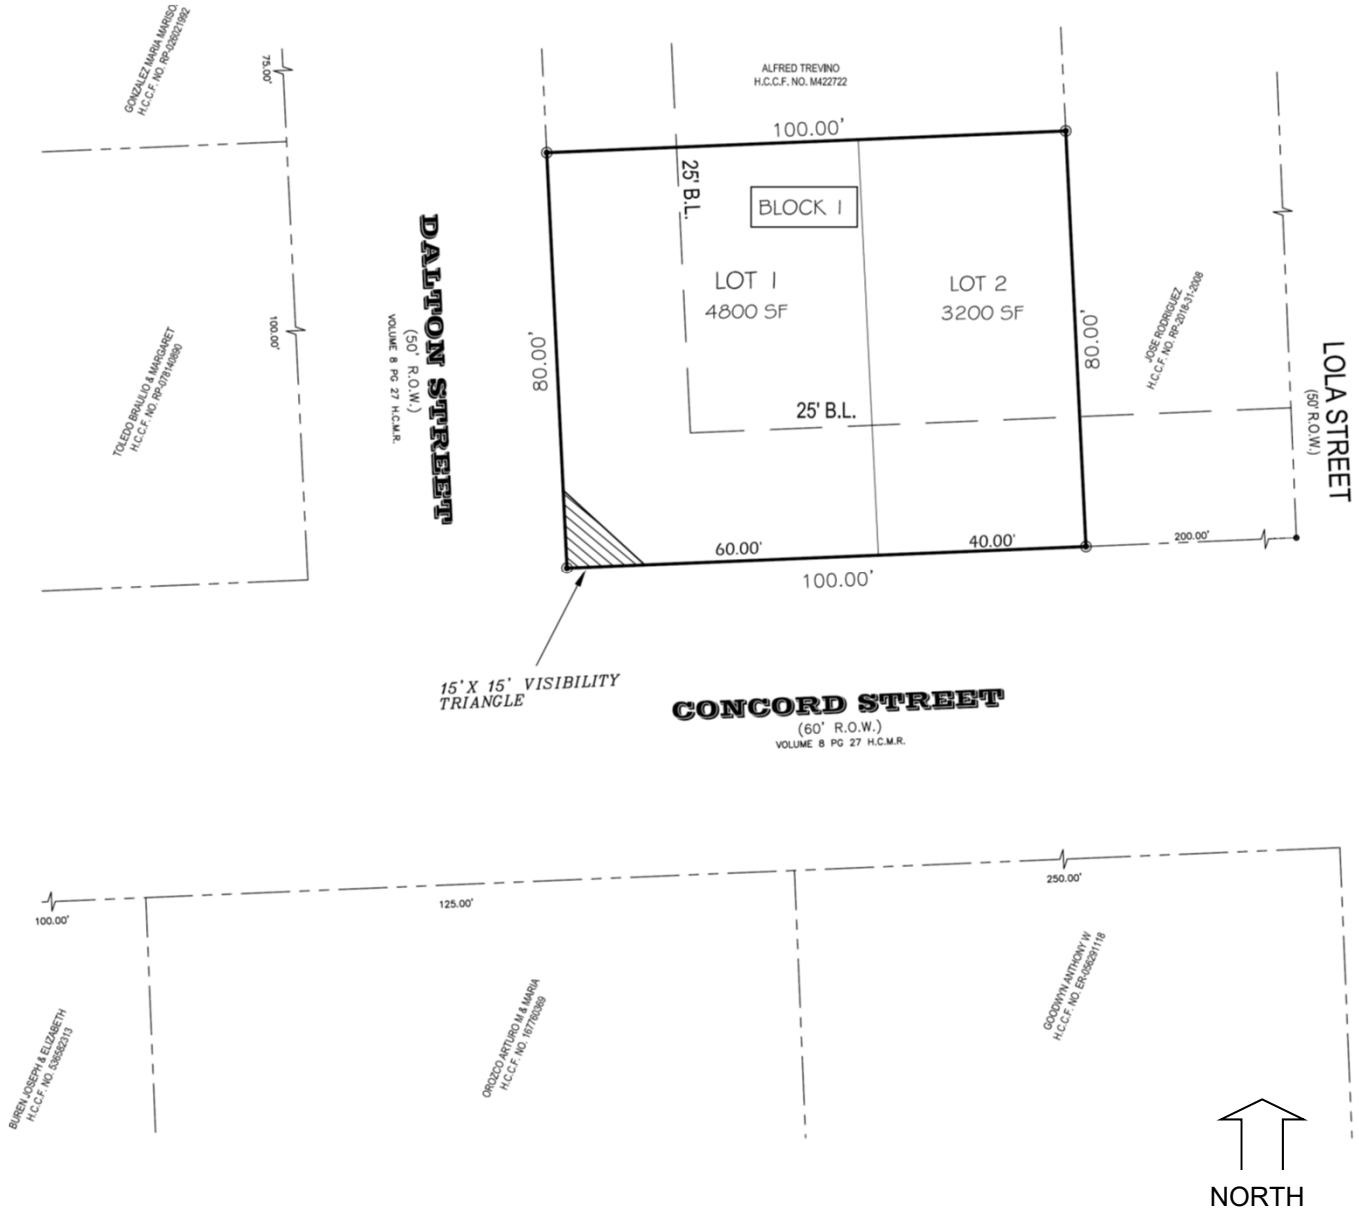 GONZALEZ MARIA MARISOL
H.C.C.F. NO. RP-026021992
75.00'
ALFRED TREVINO
H.C.C.F. NO. M422722
100.00'
25' B.L.
BLOCK 1
LOT 1
4800 SF
LOT 2
3200 SF
DALTON STREET
(50' R.O.W.)
VOLUME 8 PG 27 H.C.M.R.
100.00'
80.00'
80.00'
TOLEDO BRAULIO & MARGARET
H.C.C.F. NO. RP-078140690
JOSE RODRIGUEZ
H.C.C.F. NO. RP-2018-31-2008
LOLA STREET
(50' R.O.W.)
25' B.L.
60.00'
40.00'
200.00'
100.00'
15'X 15' VISIBILITY
TRIANGLE
CONCORD STREET
(60' R.O.W.)
VOLUME 8 PG 27 H.C.M.R.
100.00'
125.00'
250.00'
BUREN JOSEPH & ELIZABETH
H.C.C.F. NO. 536582313
OROZCO ARTURO M & MARIA
H.C.C.F. NO. 167760369
GOODWYN ANTHONY W
H.C.C.F. NO. ER-056291118
NORTH